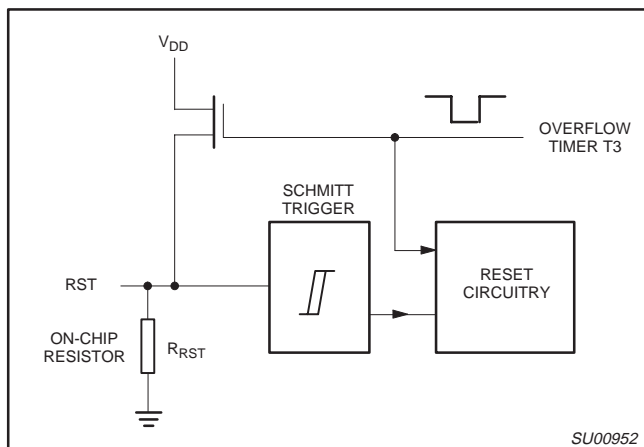 VDD
OVERFLOW
TIMER T3
SCHMITT
TRIGGER
RST
RESET
CIRCUITRY
ON-CHIP
RESISTOR
RRST
SU00952